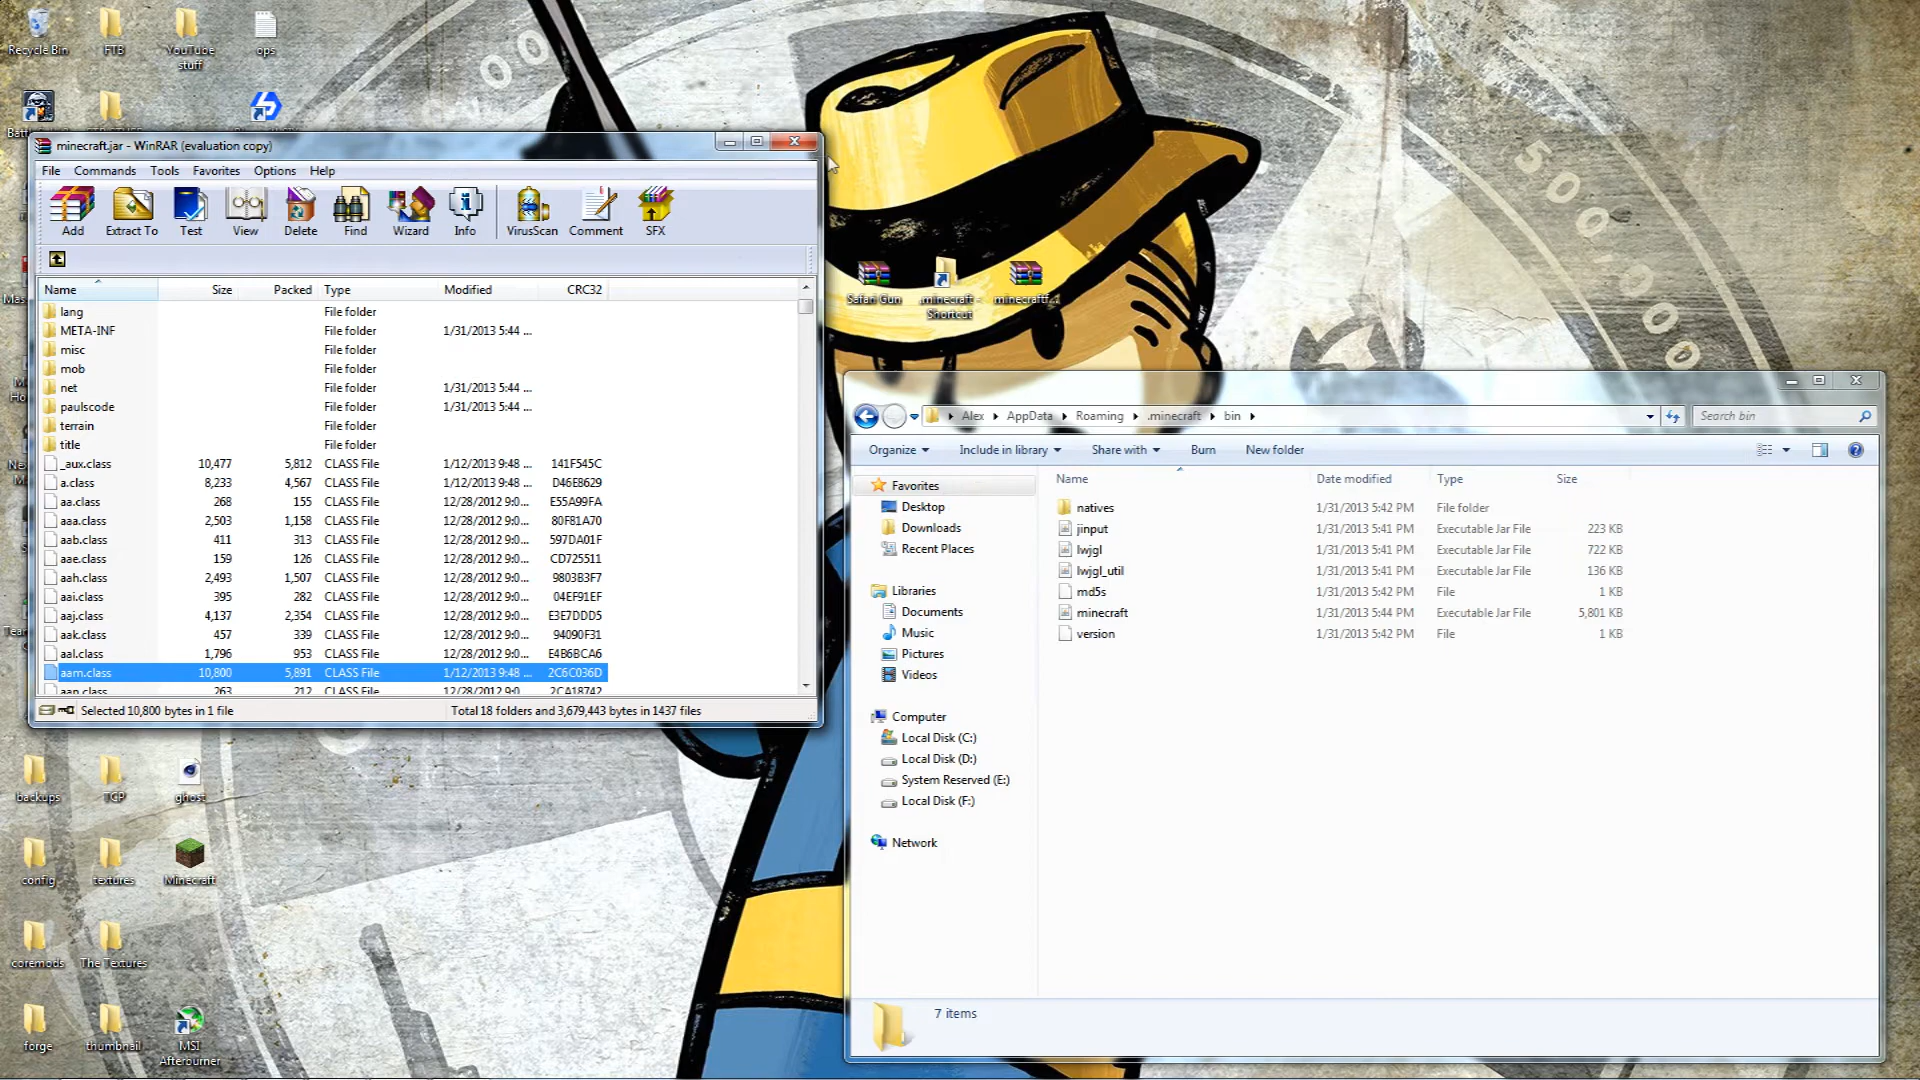 Recycle Bin
FTB
YouTube stuff
ops
minecraft.jar - WinRAR (evaluation copy)
File Commands Tools Favorites Options Help
Add Extract To Test View Delete Find Wizard Info VirusScan Comment SFX
Name Size Packed Type Modified CRC32
lang File folder
META-INF File folder 1/31/2013 5:44 ...
misc File folder
mob File folder
net File folder 1/31/2013 5:44 ...
paulscode File folder 1/31/2013 5:44 ...
terrain File folder
title File folder
_aux.class 10,477 5,812 CLASS File 1/12/2013 9:48 ... 141F545C
a.class 8,233 4,567 CLASS File 1/12/2013 9:48 ... D46E8629
aa.class 268 155 CLASS File 12/28/2012 9:0... E55A99FA
aaa.class 2,503 1,158 CLASS File 12/28/2012 9:0... 80F81A70
aab.class 411 313 CLASS File 12/28/2012 9:0... 597DA01F
aae.class 159 126 CLASS File 12/28/2012 9:0... CD725511
aah.class 2,493 1,507 CLASS File 12/28/2012 9:0... 9803B3F7
aai.class 395 282 CLASS File 12/28/2012 9:0... 04EF91EF
aaj.class 4,137 2,354 CLASS File 12/28/2012 9:0... E3E7DDD5
aak.class 457 339 CLASS File 12/28/2012 9:0... 94090F31
aal.class 1,796 953 CLASS File 12/28/2012 9:0... E4B6BCA6
aam.class 10,800 5,891 CLASS File 1/12/2013 9:48 ... 2C6C036D
aan.class 263 212 CLASS File 12/28/2012 9:0... 2CA18742
Selected 10,800 bytes in 1 file Total 18 folders and 3,679,443 bytes in 1437 files
Safari Gun
.minecraft - Shortcut
minecraftf...
Alex AppData Roaming .minecraft bin
Search bin
Organize Include in library Share with Burn New folder
Name Date modified Type Size
natives 1/31/2013 5:42 PM File folder
jinput 1/31/2013 5:41 PM Executable Jar File 223 KB
lwjgl 1/31/2013 5:41 PM Executable Jar File 722 KB
lwjgl_util 1/31/2013 5:41 PM Executable Jar File 136 KB
md5s 1/31/2013 5:42 PM File 1 KB
minecraft 1/31/2013 5:44 PM Executable Jar File 5,801 KB
version 1/31/2013 5:42 PM File 1 KB
Favorites
Desktop
Downloads
Recent Places
Libraries
Documents
Music
Pictures
Videos
Computer
Local Disk (C:)
Local Disk (D:)
System Reserved (E:)
Local Disk (F:)
Network
7 items
backups
TCP
ghost
config
textures
Minecraft
coremods
The Textures
forge
thumbnail
MSI Afterburner
500
500
100